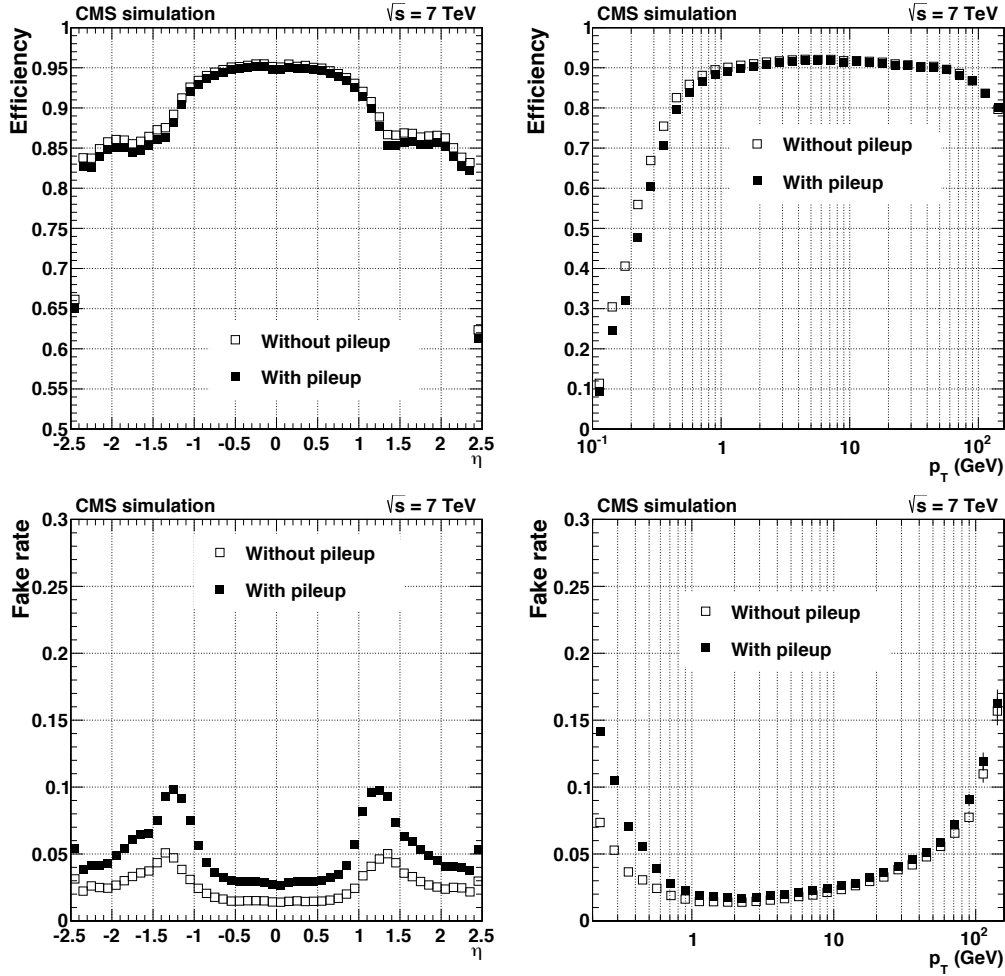 CMS simulation √s = 7 TeV
Efficiency
1
0.95
0.9
0.85
0.8
0.75
0.7
0.65
0.6
0.55
0.5
Without pileup
With pileup
-2.5 -2 -1.5 -1 -0.5 0 0.5 1 1.5 2 2.5
η
CMS simulation √s = 7 TeV
Efficiency
1
0.9
0.8
0.7
0.6
0.5
0.4
0.3
0.2
0.1
0
Without pileup
With pileup
10⁻¹ 1 10 10²
p_T (GeV)
CMS simulation √s = 7 TeV
Fake rate
0.3
0.25
0.2
0.15
0.1
0.05
0
Without pileup
With pileup
-2.5 -2 -1.5 -1 -0.5 0 0.5 1 1.5 2 2.5
η
CMS simulation √s = 7 TeV
Fake rate
0.3
0.25
0.2
0.15
0.1
0.05
0
Without pileup
With pileup
1 10 10²
p_T (GeV)